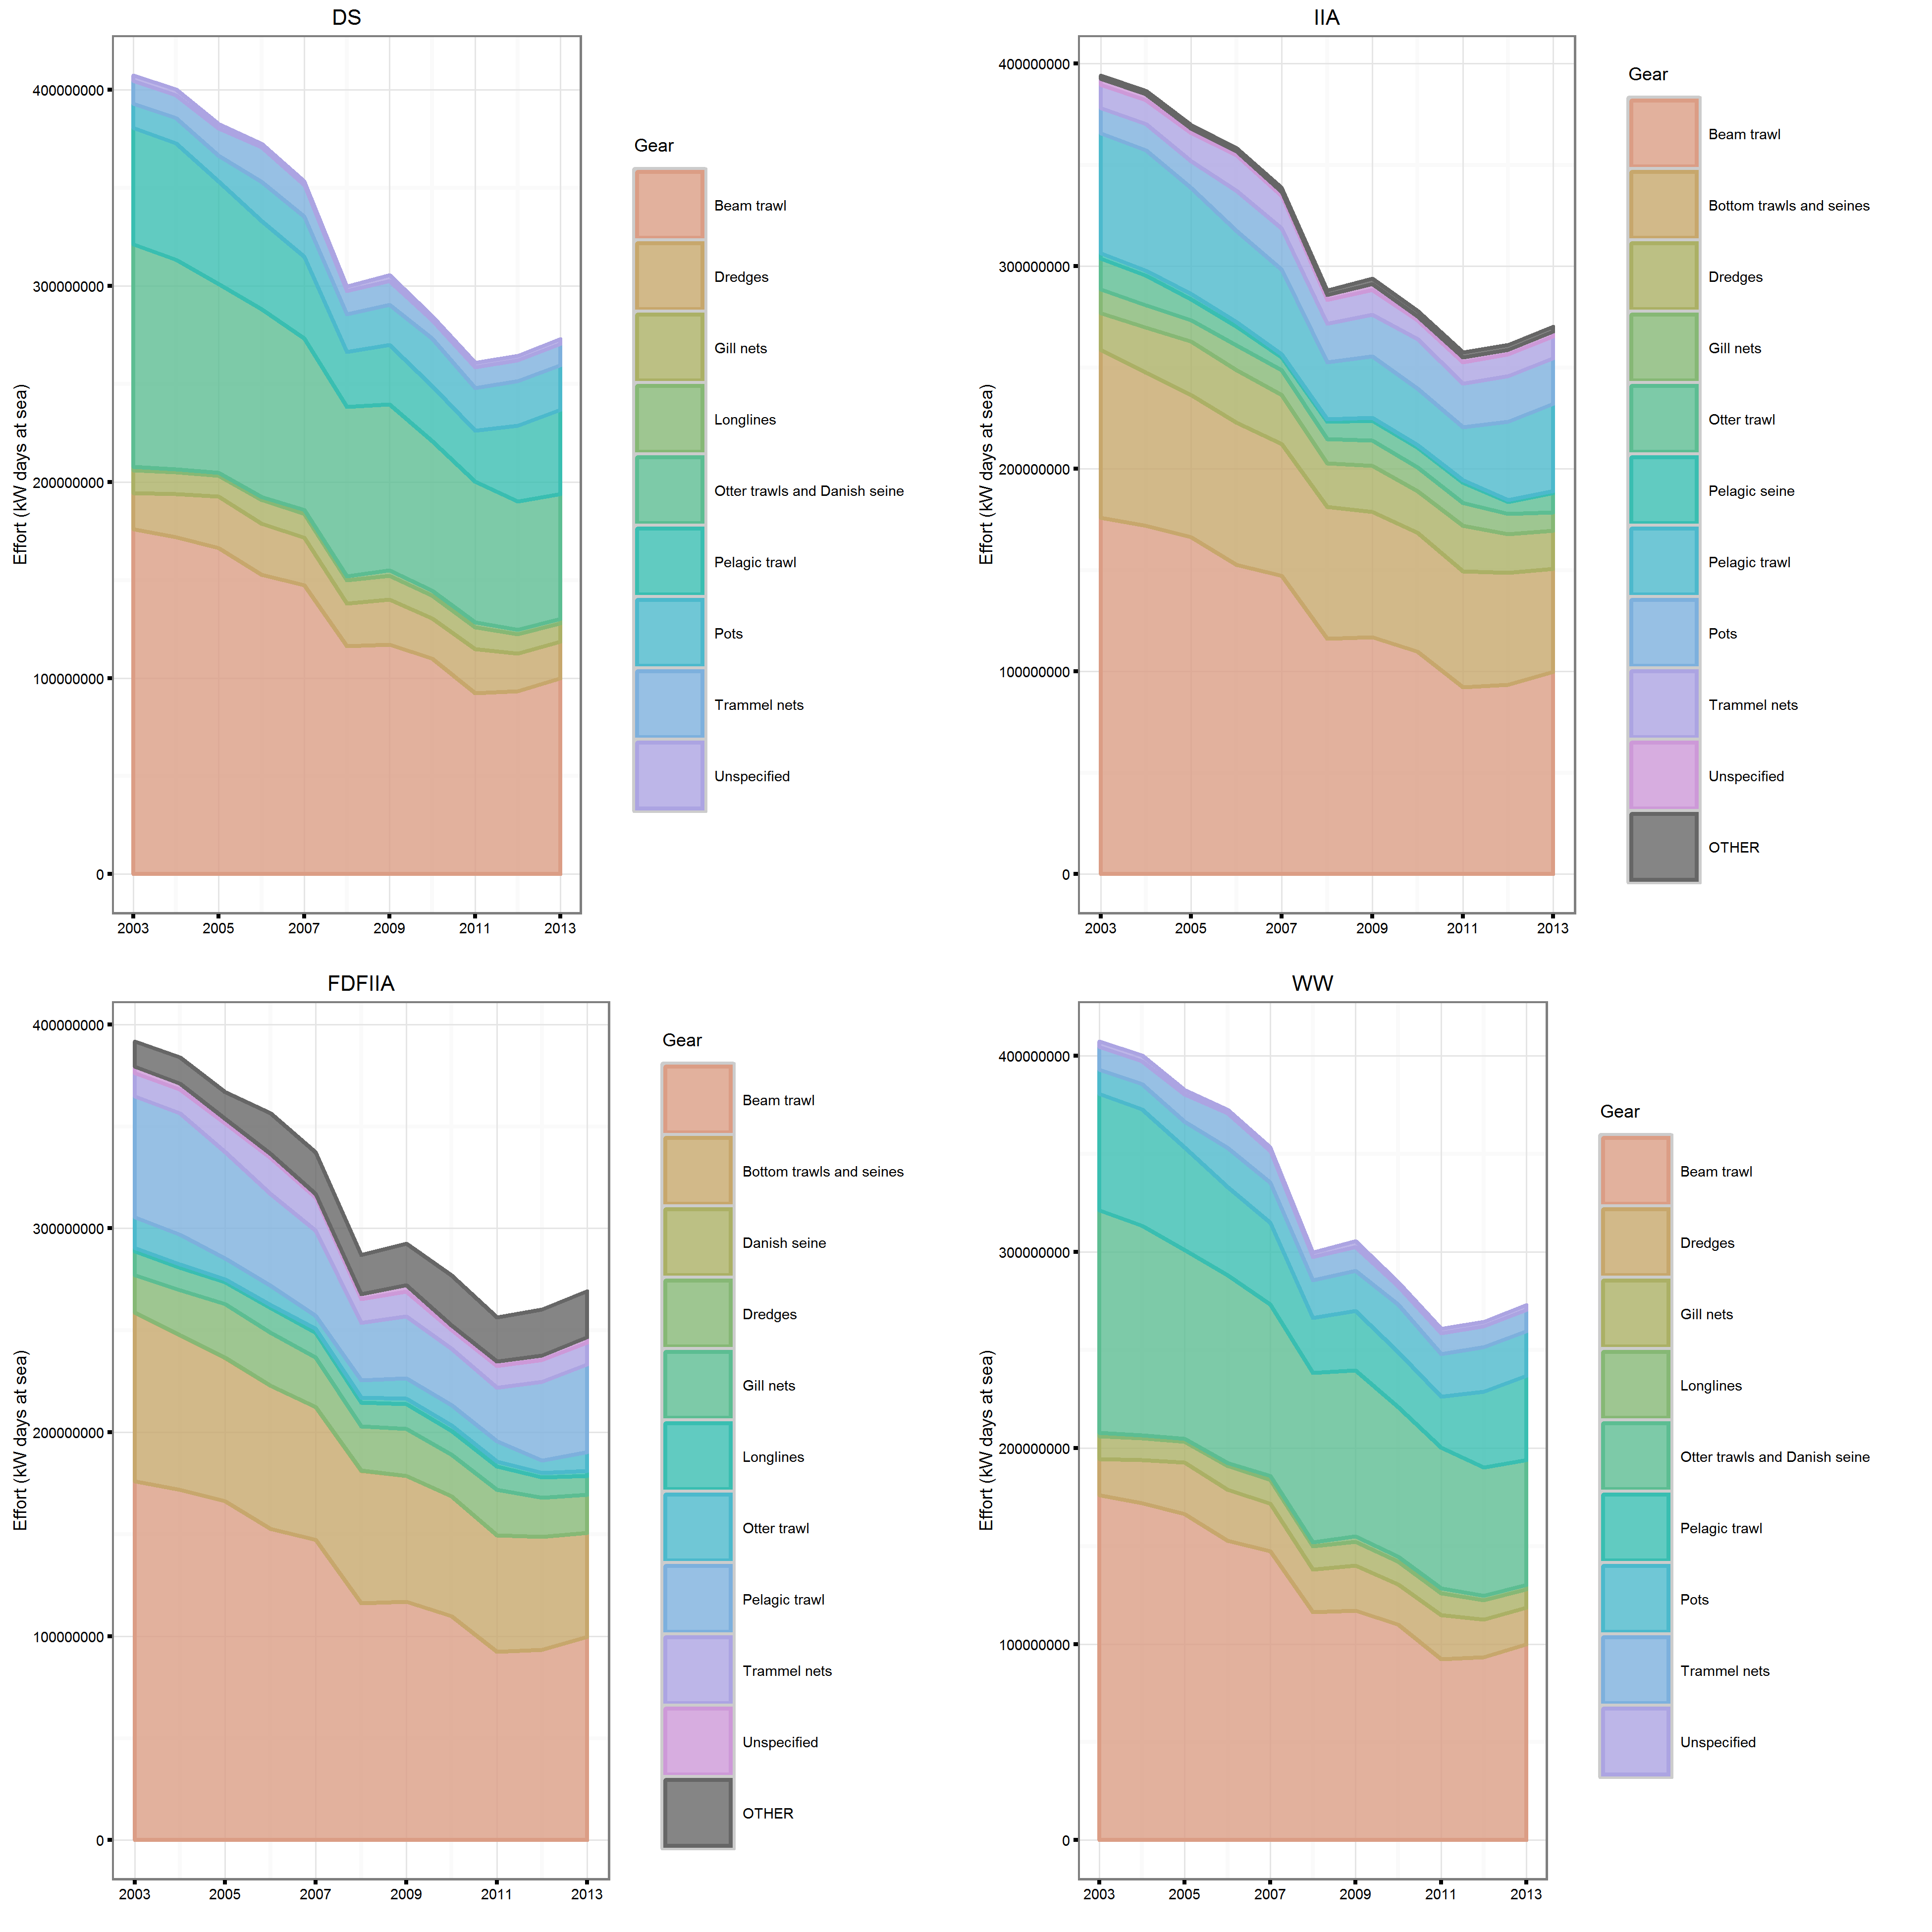 DS
Effort (kW days at sea)
400000000
300000000
200000000
100000000
0
2003 2005 2007 2009 2011 2013
Gear
Beam trawl
Dredges
Gill nets
Longlines
Otter trawls and Danish seine
Pelagic trawl
Pots
Trammel nets
Unspecified
IIA
Effort (kW days at sea)
400000000
300000000
200000000
100000000
0
2003 2005 2007 2009 2011 2013
Gear
Beam trawl
Bottom trawls and seines
Dredges
Gill nets
Otter trawl
Pelagic seine
Pelagic trawl
Pots
Trammel nets
Unspecified
OTHER
FDFIIA
Effort (kW days at sea)
400000000
300000000
200000000
100000000
0
2003 2005 2007 2009 2011 2013
Gear
Beam trawl
Bottom trawls and seines
Danish seine
Dredges
Gill nets
Longlines
Otter trawl
Pelagic trawl
Trammel nets
Unspecified
OTHER
WW
Effort (kW days at sea)
400000000
300000000
200000000
100000000
0
2003 2005 2007 2009 2011 2013
Gear
Beam trawl
Dredges
Gill nets
Longlines
Otter trawls and Danish seine
Pelagic trawl
Pots
Trammel nets
Unspecified